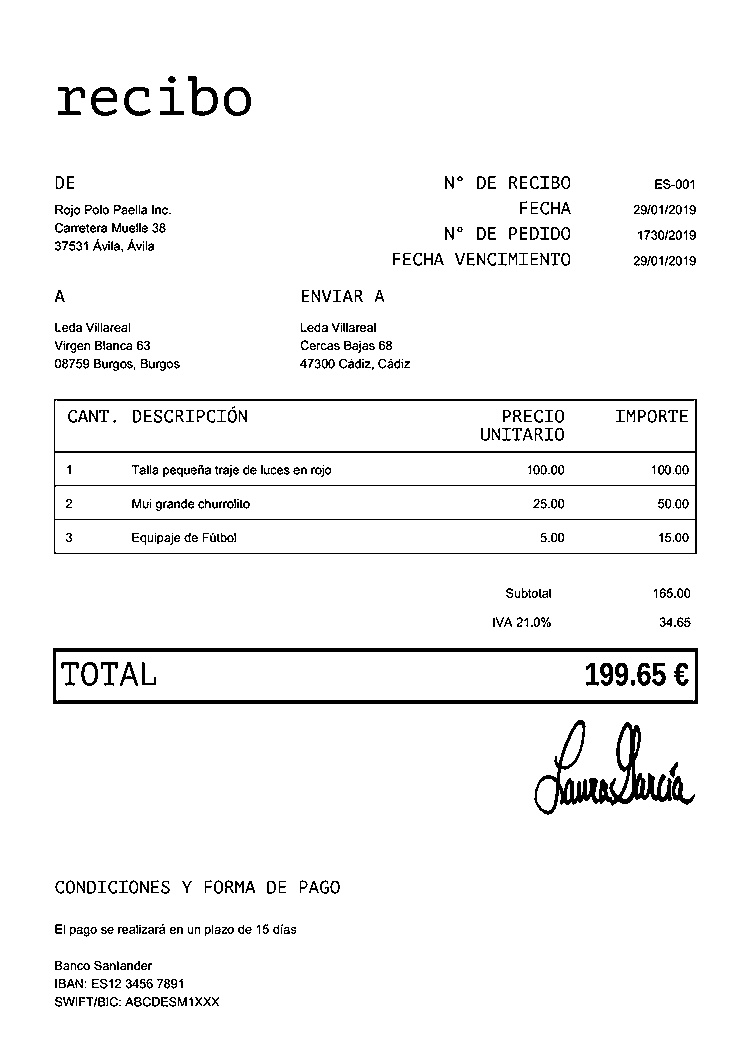 recibo
DE
Rojo Polo Paella Inc.
Carretera Muelle 38
37531 Ávila, Ávila
Nº DE RECIBO ES-001
FECHA 29/01/2019
Nº DE PEDIDO 1730/2019
FECHA VENCIMIENTO 29/01/2019
A
Leda Villareal
Virgen Blanca 63
08759 Burgos, Burgos
ENVIAR A
Leda Villareal
Cercas Bajas 68
47300 Cádiz, Cádiz
CANT. DESCRIPCIÓN PRECIO UNITARIO IMPORTE
1 Talla pequeña traje de luces en rojo 100.00 100.00
2 Mui grande churrolito 25.00 50.00
3 Equipaje de Fútbol 5.00 15.00
Subtotal 165.00
IVA 21.0% 34.65
TOTAL 199.65 €
Laura García
CONDICIONES Y FORMA DE PAGO
El pago se realizará en un plazo de 15 días
Banco Santander
IBAN: ES12 3456 7891
SWIFT/BIC: ABCDESM1XXX